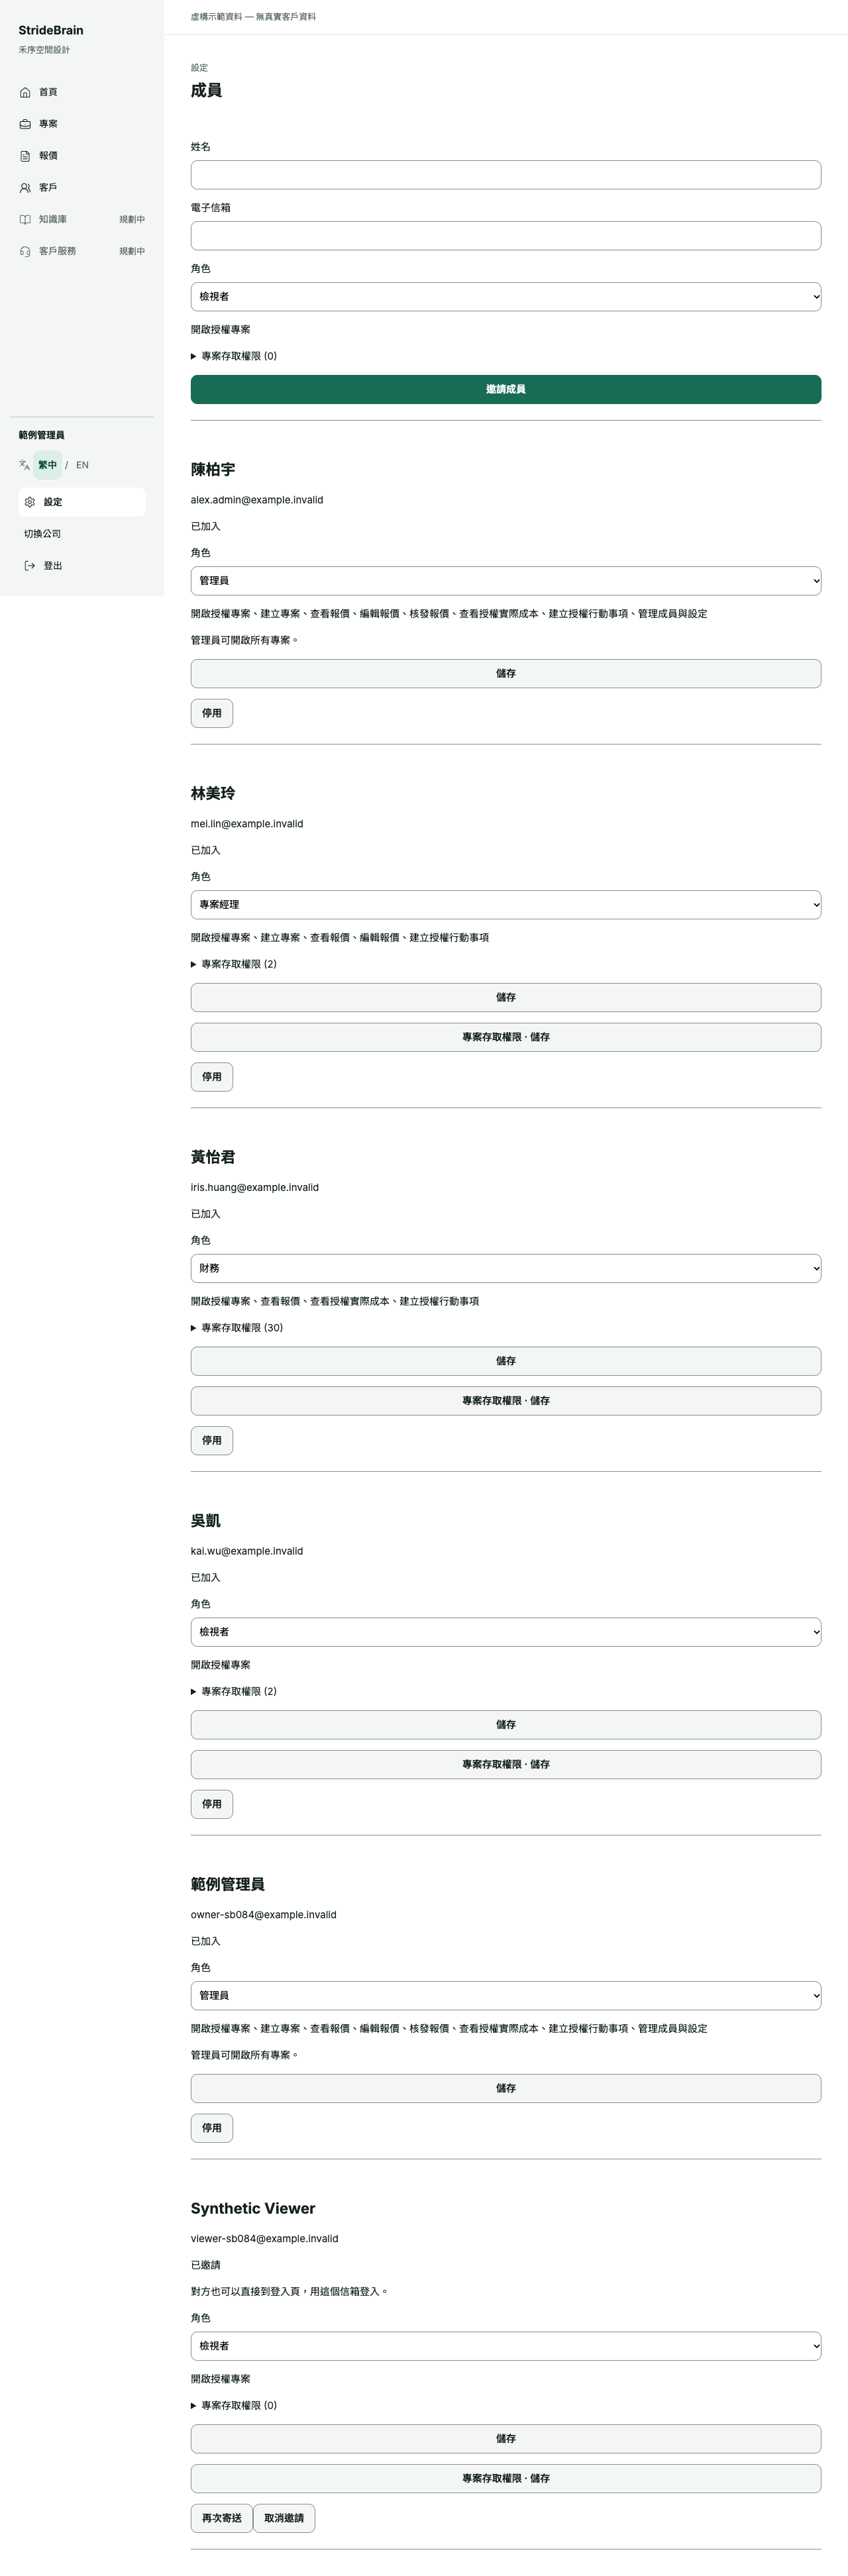 StrideBrain
禾序空間設計
首頁
專案
報價
客戶
知識庫 規劃中
客戶服務 規劃中
範例管理員
繁中 / EN
設定
切換公司
登出
虛構示範資料 — 無真實客戶資料
設定
成員
姓名
電子信箱
角色
檢視者
開啟授權專案
專案存取權限 (0)
邀請成員
陳柏宇
alex.admin@example.invalid
已加入
角色
管理員
開啟授權專案、建立專案、查看報價、編輯報價、核發報價、查看授權實際成本、建立授權行動事項、管理成員與設定
管理員可開啟所有專案。
儲存
停用
林美玲
mei.lin@example.invalid
已加入
角色
專案經理
開啟授權專案、建立專案、查看報價、編輯報價、建立授權行動事項
專案存取權限 (2)
儲存
專案存取權限 · 儲存
停用
黃怡君
iris.huang@example.invalid
已加入
角色
財務
開啟授權專案、查看報價、查看授權實際成本、建立授權行動事項
專案存取權限 (30)
儲存
專案存取權限 · 儲存
停用
吳凱
kai.wu@example.invalid
已加入
角色
檢視者
開啟授權專案
專案存取權限 (2)
儲存
專案存取權限 · 儲存
停用
範例管理員
owner-sb084@example.invalid
已加入
角色
管理員
開啟授權專案、建立專案、查看報價、編輯報價、核發報價、查看授權實際成本、建立授權行動事項、管理成員與設定
管理員可開啟所有專案。
儲存
停用
Synthetic Viewer
viewer-sb084@example.invalid
已邀請
對方也可以直接到登入頁，用這個信箱登入。
角色
檢視者
開啟授權專案
專案存取權限 (0)
儲存
專案存取權限 · 儲存
再次寄送 取消邀請